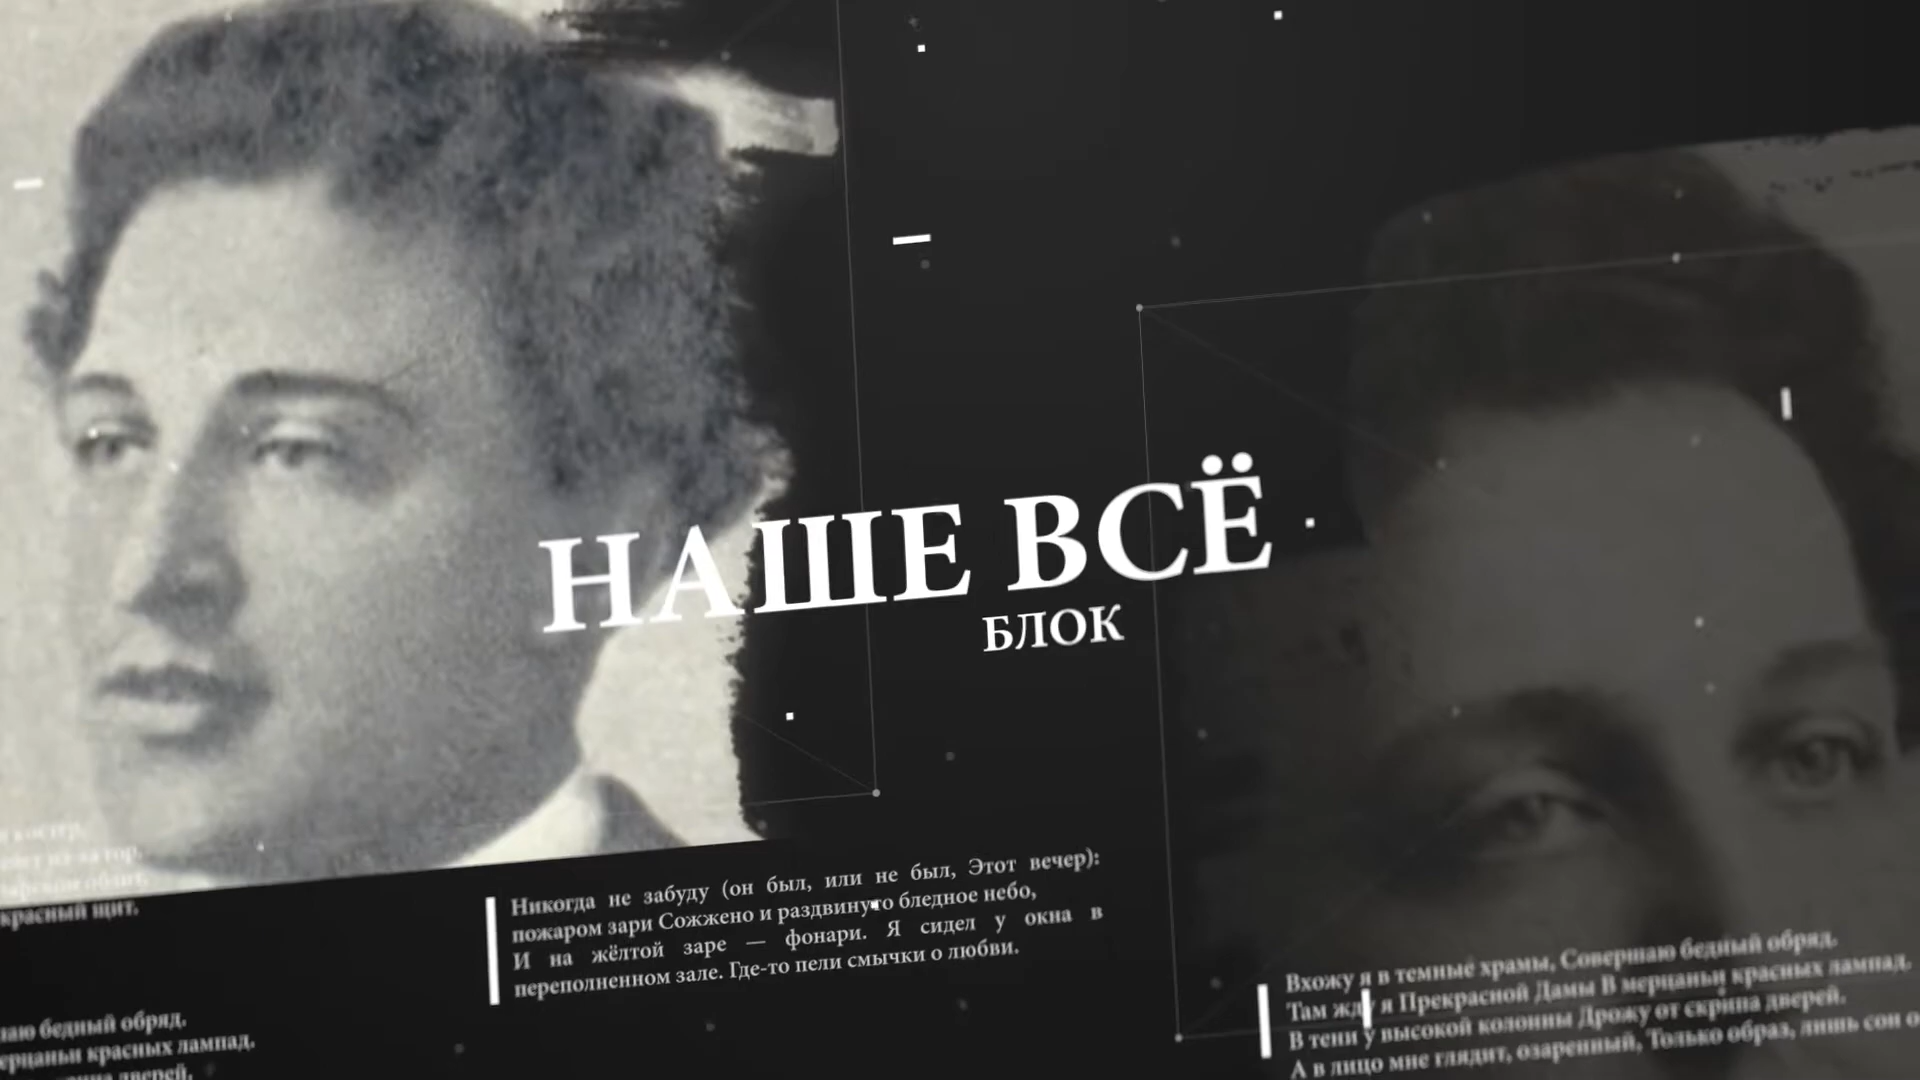 НАШЕ ВСЁ
БЛОК
красный щит.
Никогда не забуду (он был, или не был, Этот вечер):
пожаром зари Сожжено и раздвинуто бледное небо,
И на жёлтой заре — фонари. Я сидел у окна в
переполненном зале. Где-то пели смычки о любви.
бедный обряд.
красных лампад.
дверей.
Вхожу я в темные храмы, Совершаю бедный обряд.
Там жду я Прекрасной Дамы В мерцаньи красных лампад.
В тени у высокой колонны Дрожу от скрипа дверей.
А в лицо мне глядит, озаренный, Только образ, лишь сон о